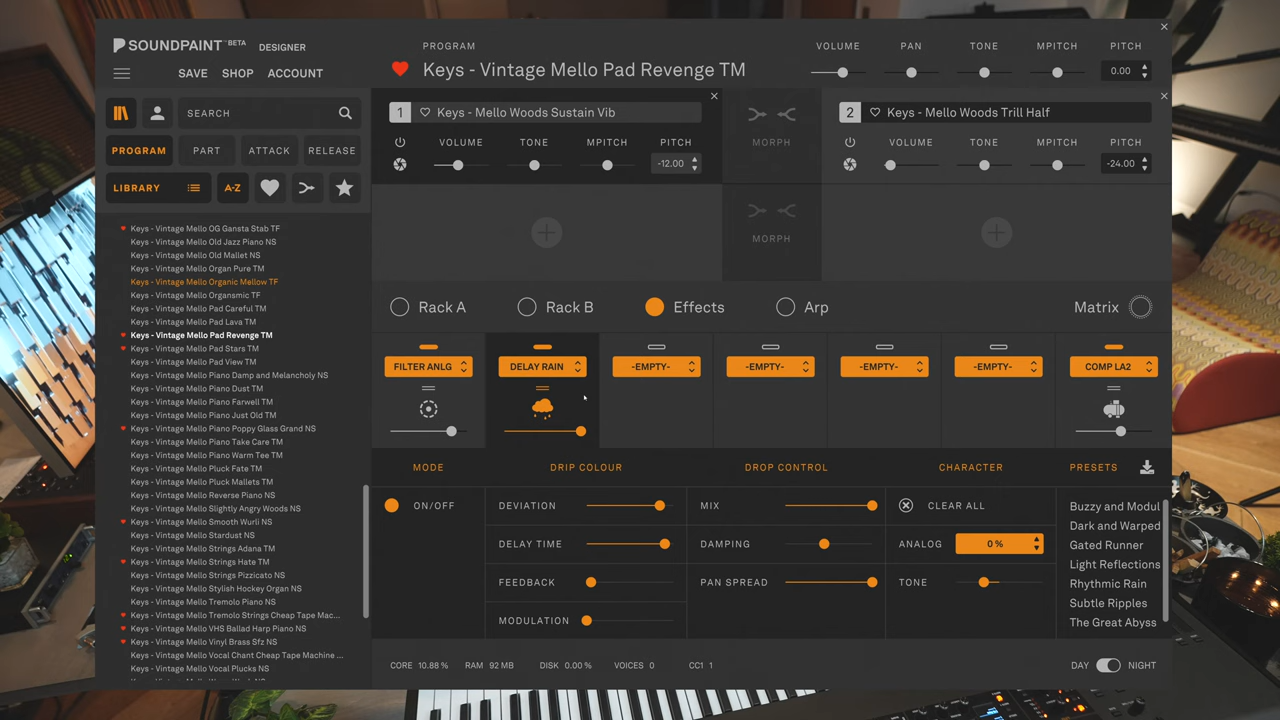 SOUNDPAINT BETA DESIGNER
SAVE SHOP ACCOUNT
PROGRAM
Keys - Vintage Mello Pad Revenge TM
VOLUME PAN TONE MPITCH PITCH
0.00
SEARCH
PROGRAM PART ATTACK RELEASE
LIBRARY A-Z
1 Keys - Mello Woods Sustain Vib
VOLUME TONE MPITCH PITCH
-12.00
MORPH
2 Keys - Mello Woods Trill Half
VOLUME TONE MPITCH PITCH
-24.00
MORPH
Keys - Vintage Mello OG Gansta Stab TF
Keys - Vintage Mello Old Jazz Piano NS
Keys - Vintage Mello Old Mallet NS
Keys - Vintage Mello Organ Pure TM
Keys - Vintage Mello Organic Mellow TF
Keys - Vintage Mello Organsmic TF
Keys - Vintage Mello Pad Careful TM
Keys - Vintage Mello Pad Lava TM
Keys - Vintage Mello Pad Revenge TM
Keys - Vintage Mello Pad Stars TM
Keys - Vintage Mello Pad View TM
Keys - Vintage Mello Piano Damp and Melancholy NS
Keys - Vintage Mello Piano Dust TM
Keys - Vintage Mello Piano Farwell TM
Keys - Vintage Mello Piano Just Old TM
Keys - Vintage Mello Piano Poppy Glass Grand NS
Keys - Vintage Mello Piano Take Care TM
Keys - Vintage Mello Piano Warm Tee TM
Keys - Vintage Mello Pluck Fate TM
Keys - Vintage Mello Pluck Mallets TM
Keys - Vintage Mello Reverse Piano NS
Keys - Vintage Mello Slightly Angry Woods NS
Keys - Vintage Mello Smooth Wurli NS
Keys - Vintage Mello Stardust NS
Keys - Vintage Mello Strings Adana TM
Keys - Vintage Mello Strings Hate TM
Keys - Vintage Mello Strings Pizzicato NS
Keys - Vintage Mello Stylish Hockey Organ NS
Keys - Vintage Mello Tremolo Piano NS
Keys - Vintage Mello Tremolo Strings Cheap Tape Mac...
Keys - Vintage Mello VHS Ballad Harp Piano NS
Keys - Vintage Mello Vinyl Brass Sfz NS
Keys - Vintage Mello Vocal Chant Cheap Tape Machine ...
Keys - Vintage Mello Vocal Plucks NS
Rack A Rack B Effects Arp Matrix
FILTER ANLG DELAY RAIN -EMPTY- -EMPTY- -EMPTY- -EMPTY- COMP LA2
MODE DRIP COLOUR DROP CONTROL CHARACTER PRESETS
ON/OFF
DEVIATION
DELAY TIME
FEEDBACK
MODULATION
MIX
DAMPING
PAN SPREAD
CLEAR ALL
ANALOG 0 %
TONE
Buzzy and Modul
Dark and Warped
Gated Runner
Light Reflections
Rhythmic Rain
Subtle Ripples
The Great Abyss
CORE 10.88 % RAM 92 MB DISK 0.00 % VOICES 0 CC1 1
DAY NIGHT